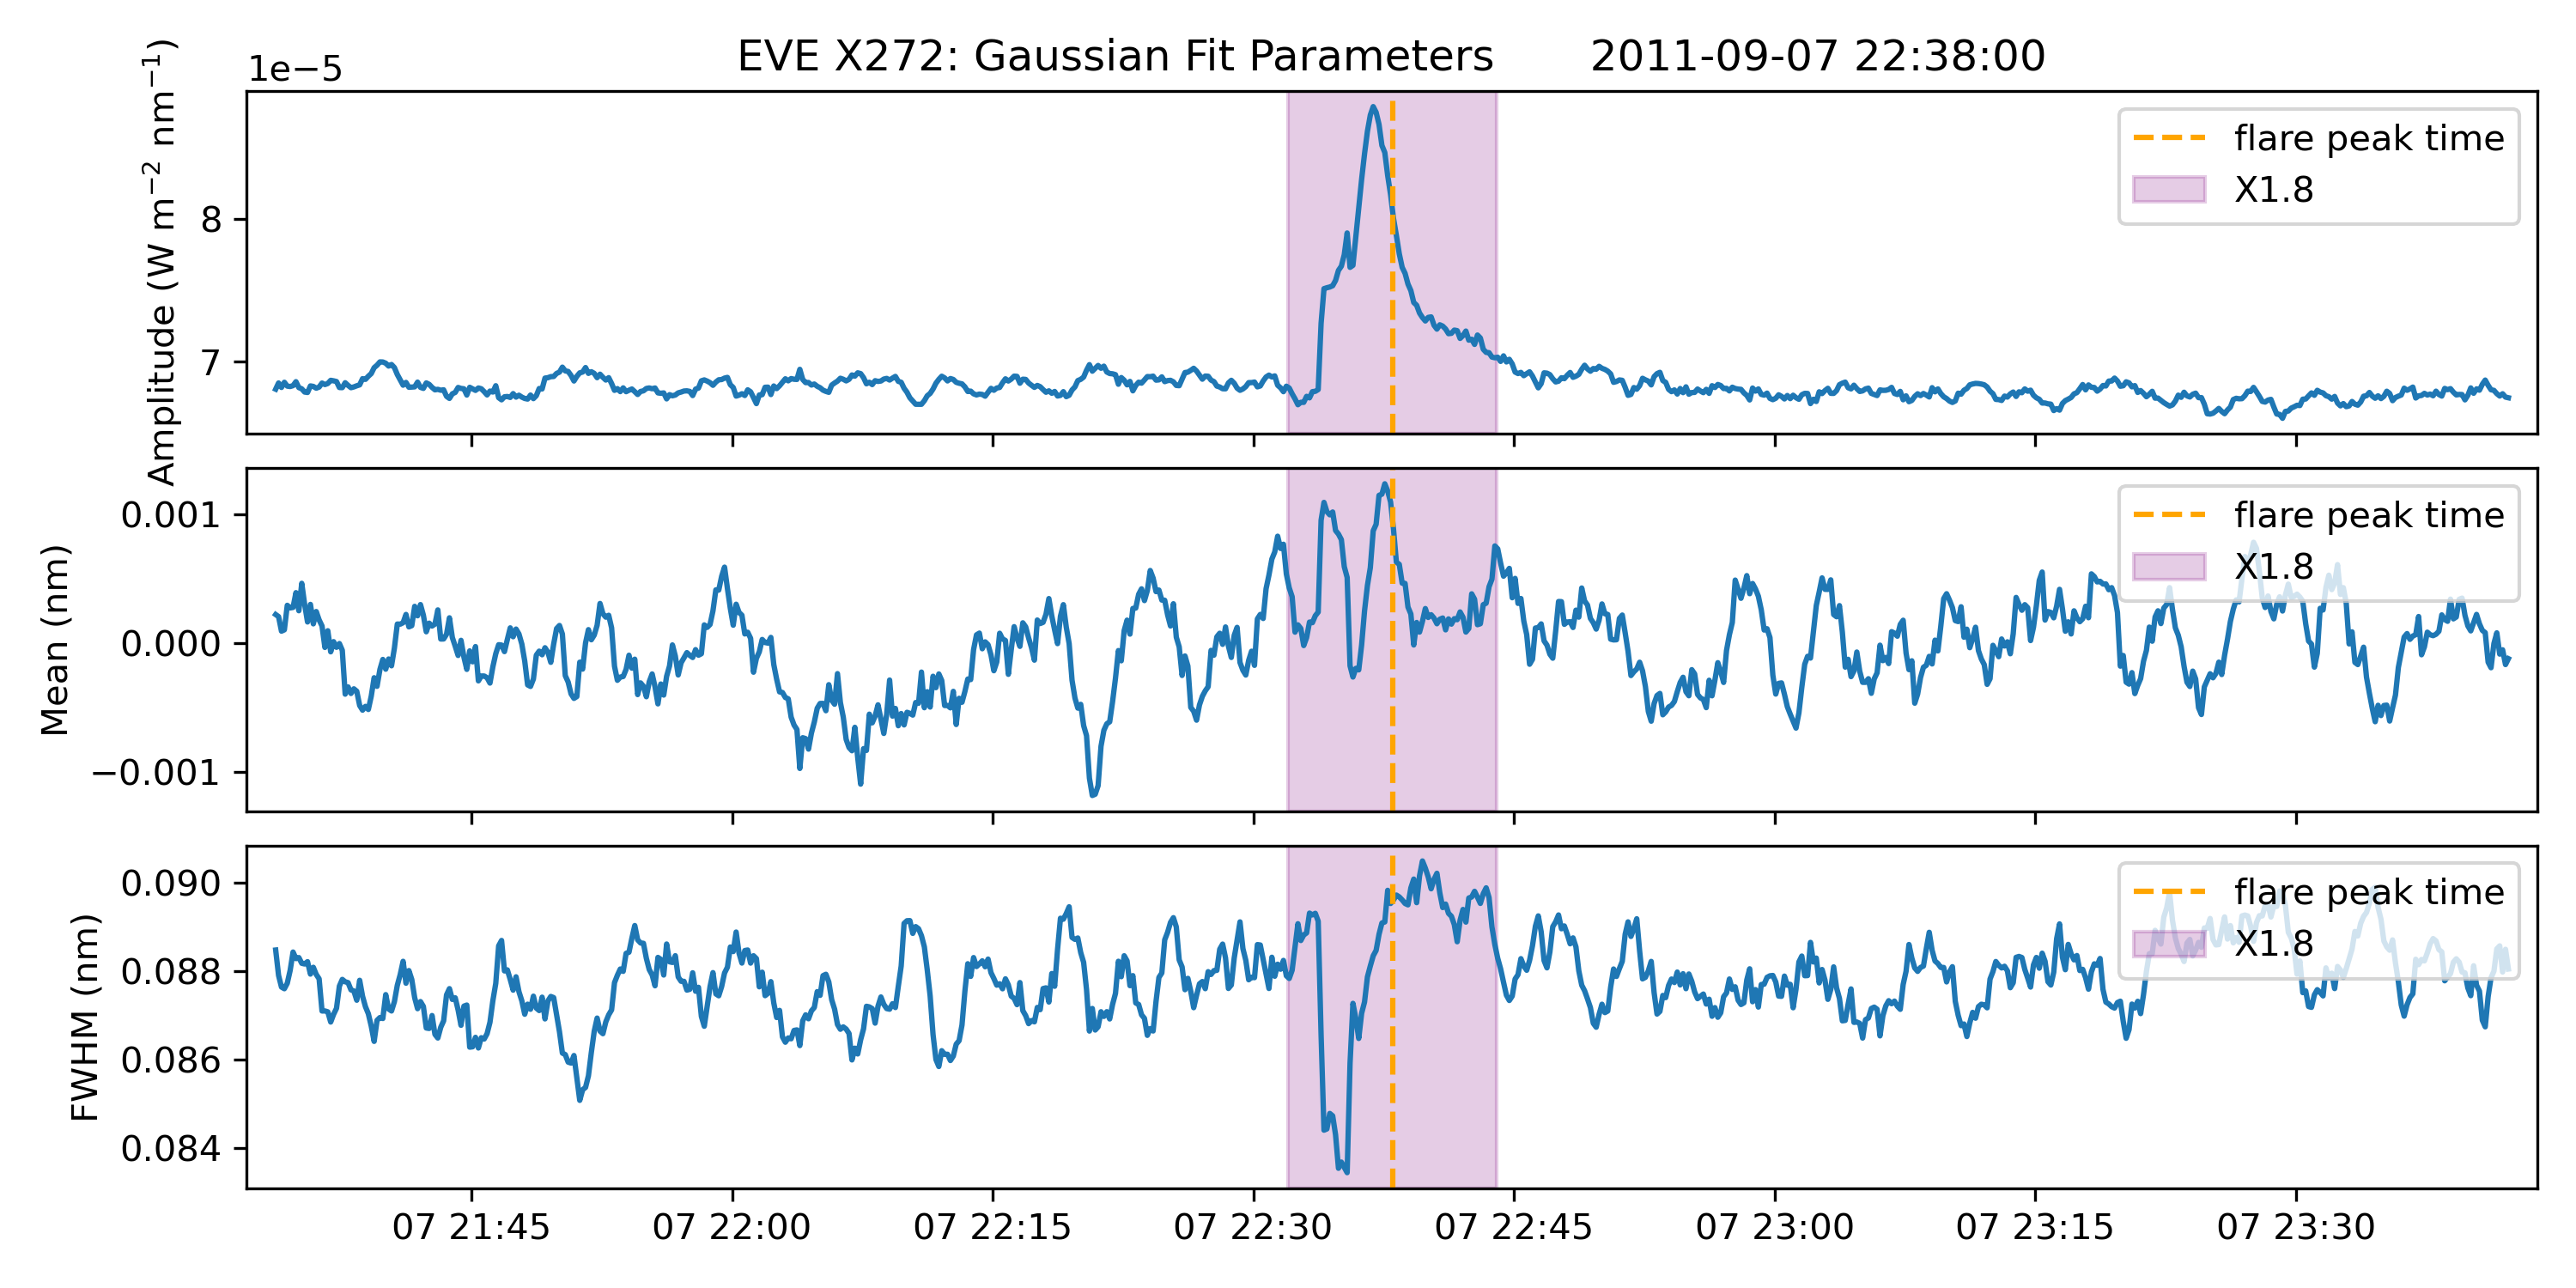 EVE X272: Gaussian Fit Parameters 2011-09-07 22:38:00
1e−5
Amplitude (W m⁻² nm⁻¹)
8
7
flare peak time
X1.8
Mean (nm)
0.001
0.000
−0.001
flare peak time
X1.8
FWHM (nm)
0.090
0.088
0.086
0.084
flare peak time
X1.8
07 21:45 07 22:00 07 22:15 07 22:30 07 22:45 07 23:00 07 23:15 07 23:30